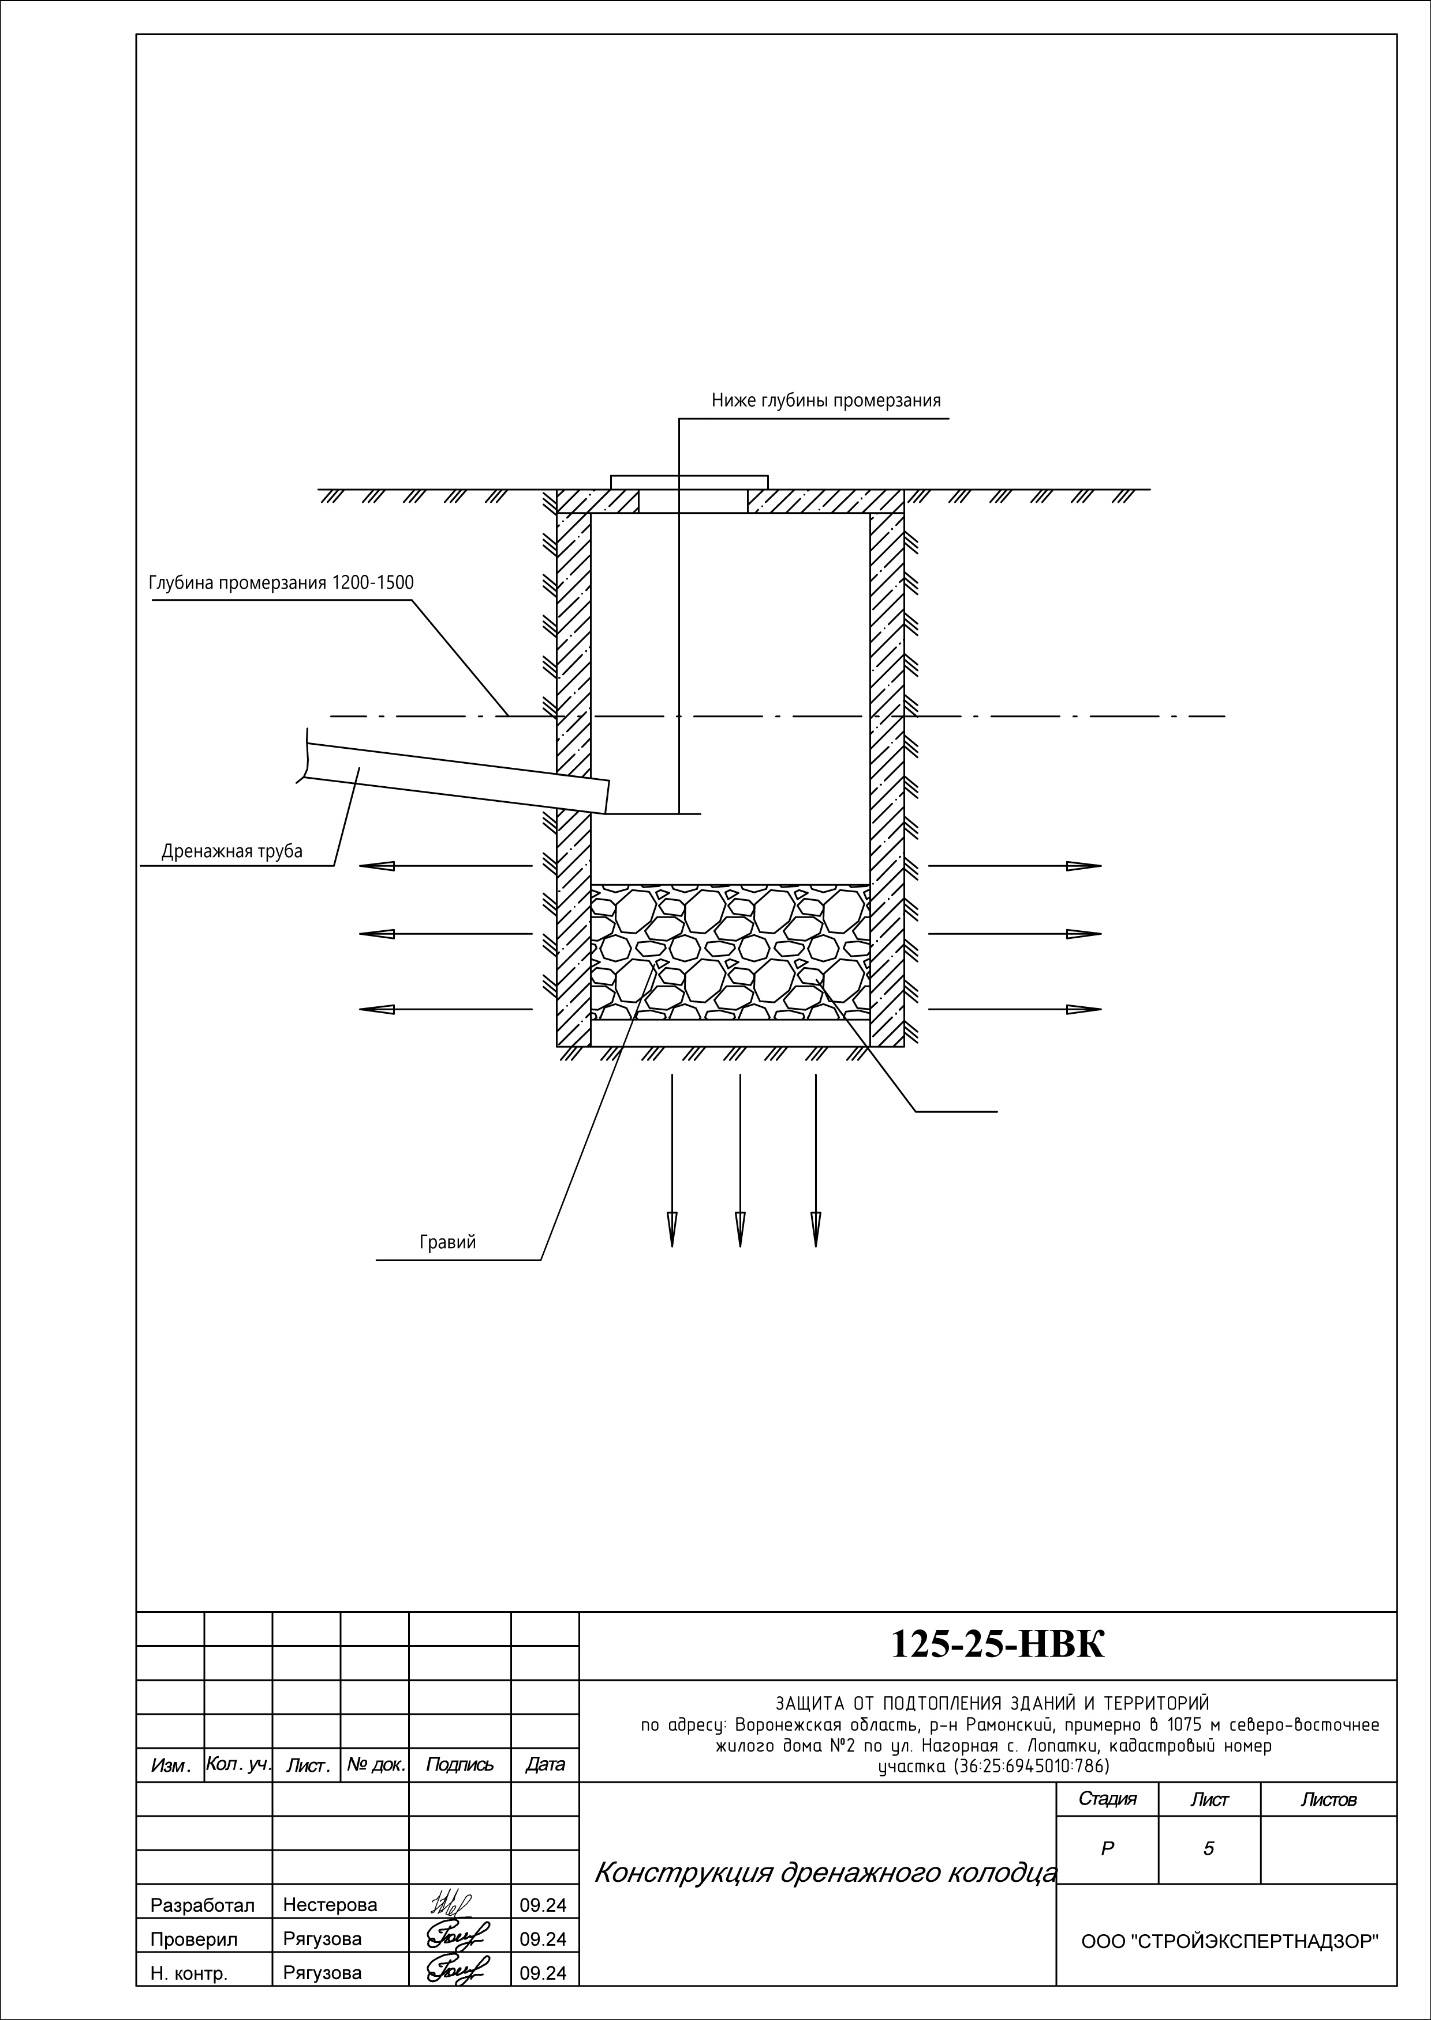 Ниже глубины промерзания
Глубина промерзания 1200-1500
Дренажная труба
Гравий
125-25-НВК
ЗАЩИТА ОТ ПОДТОПЛЕНИЯ ЗДАНИЙ И ТЕРРИТОРИЙ
по адресу: Воронежская область, р-н Рамонский, примерно в 1075 м северо-восточнее
жилого дома №2 по ул. Нагорная с. Лопатки, кадастровый номер
участка (36:25:6945010:786)
Изм. Кол. уч. Лист. № док. Подпись Дата
Стадия Лист Листов
Р 5
Конструкция дренажного колодца
Разработал Нестерова 09.24
Проверил Рягузова 09.24
Н. контр. Рягузова 09.24
ООО "СТРОЙЭКСПЕРТНАДЗОР"